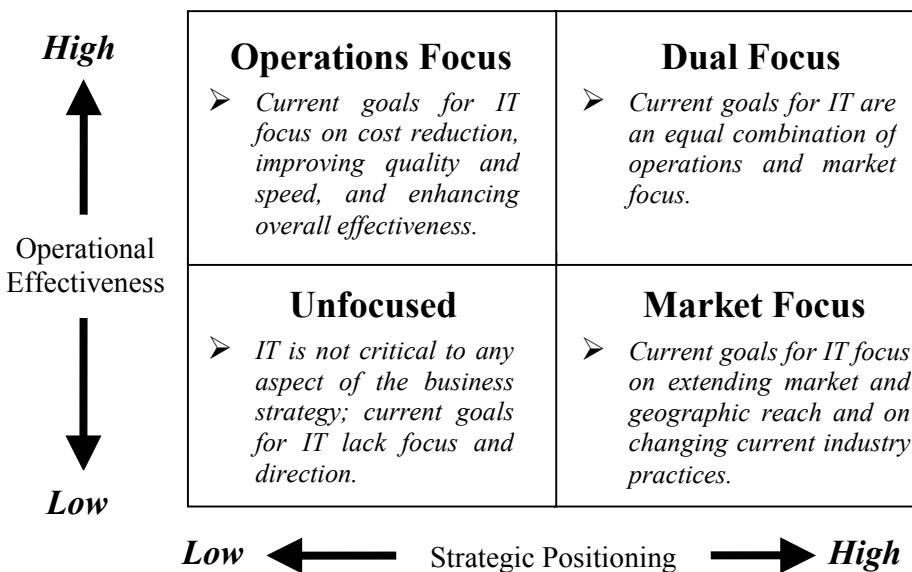 High
Operational
Effectiveness
Low
Operations Focus
➢ Current goals for IT
focus on cost reduction,
improving quality and
speed, and enhancing
overall effectiveness.
Dual Focus
➢ Current goals for IT are
an equal combination of
operations and market
focus.
Unfocused
➢ IT is not critical to any
aspect of the business
strategy; current goals
for IT lack focus and
direction.
Market Focus
➢ Current goals for IT focus
on extending market and
geographic reach and on
changing current industry
practices.
Low Strategic Positioning High